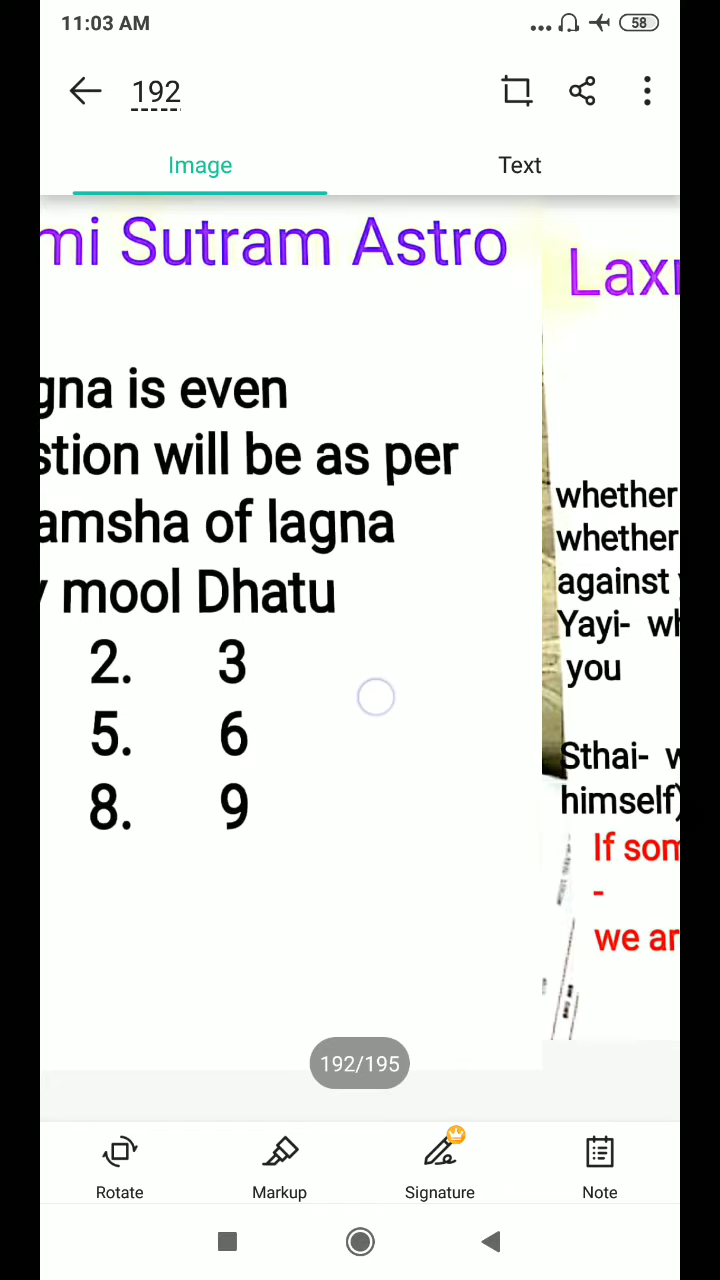 11:03 AM
58
192
Image
Text
mi Sutram Astro
gna is even
stion will be as per
amsha of lagna
mool Dhatu
2. 3
5. 6
8. 9
Lax
whether
whether
against
Yayi- wh
you
Sthai- w
himself)
If som
-
we ar
192/195
Rotate
Markup
Signature
Note